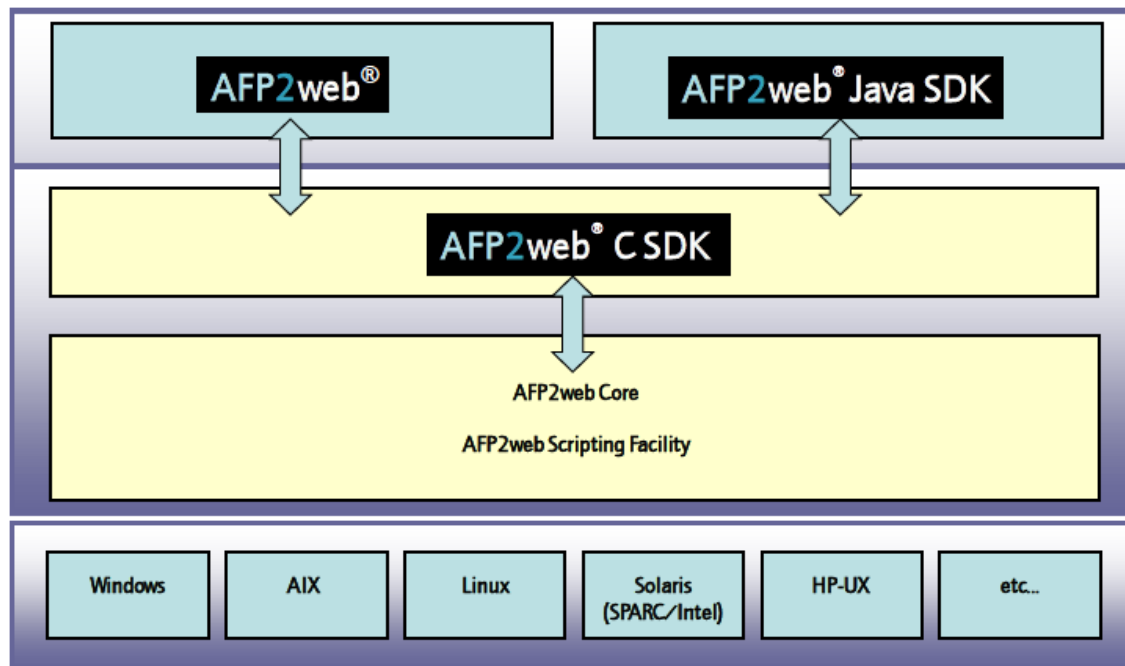 AFP2web®
AFP2web® Java SDK
AFP2web® C SDK
AFP2web Core
AFP2web Scripting Facility
Windows
AIX
Linux
Solaris
(SPARC/Intel)
HP-UX
etc...